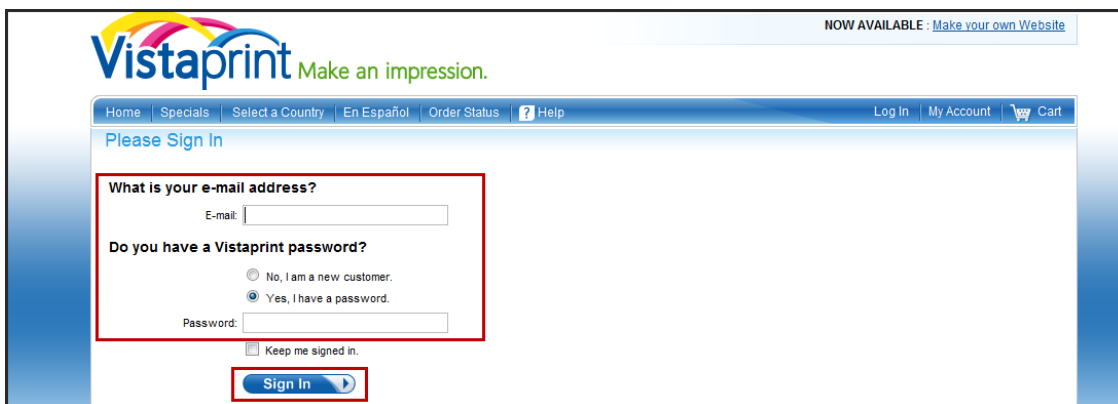 NOW AVAILABLE : Make your own Website
Vistaprint Make an impression.
Home Specials Select a Country En Español Order Status ? Help Log In My Account Cart
Please Sign In
What is your e-mail address?
E-mail:
Do you have a Vistaprint password?
No, I am a new customer.
Yes, I have a password.
Password:
Keep me signed in.
Sign In